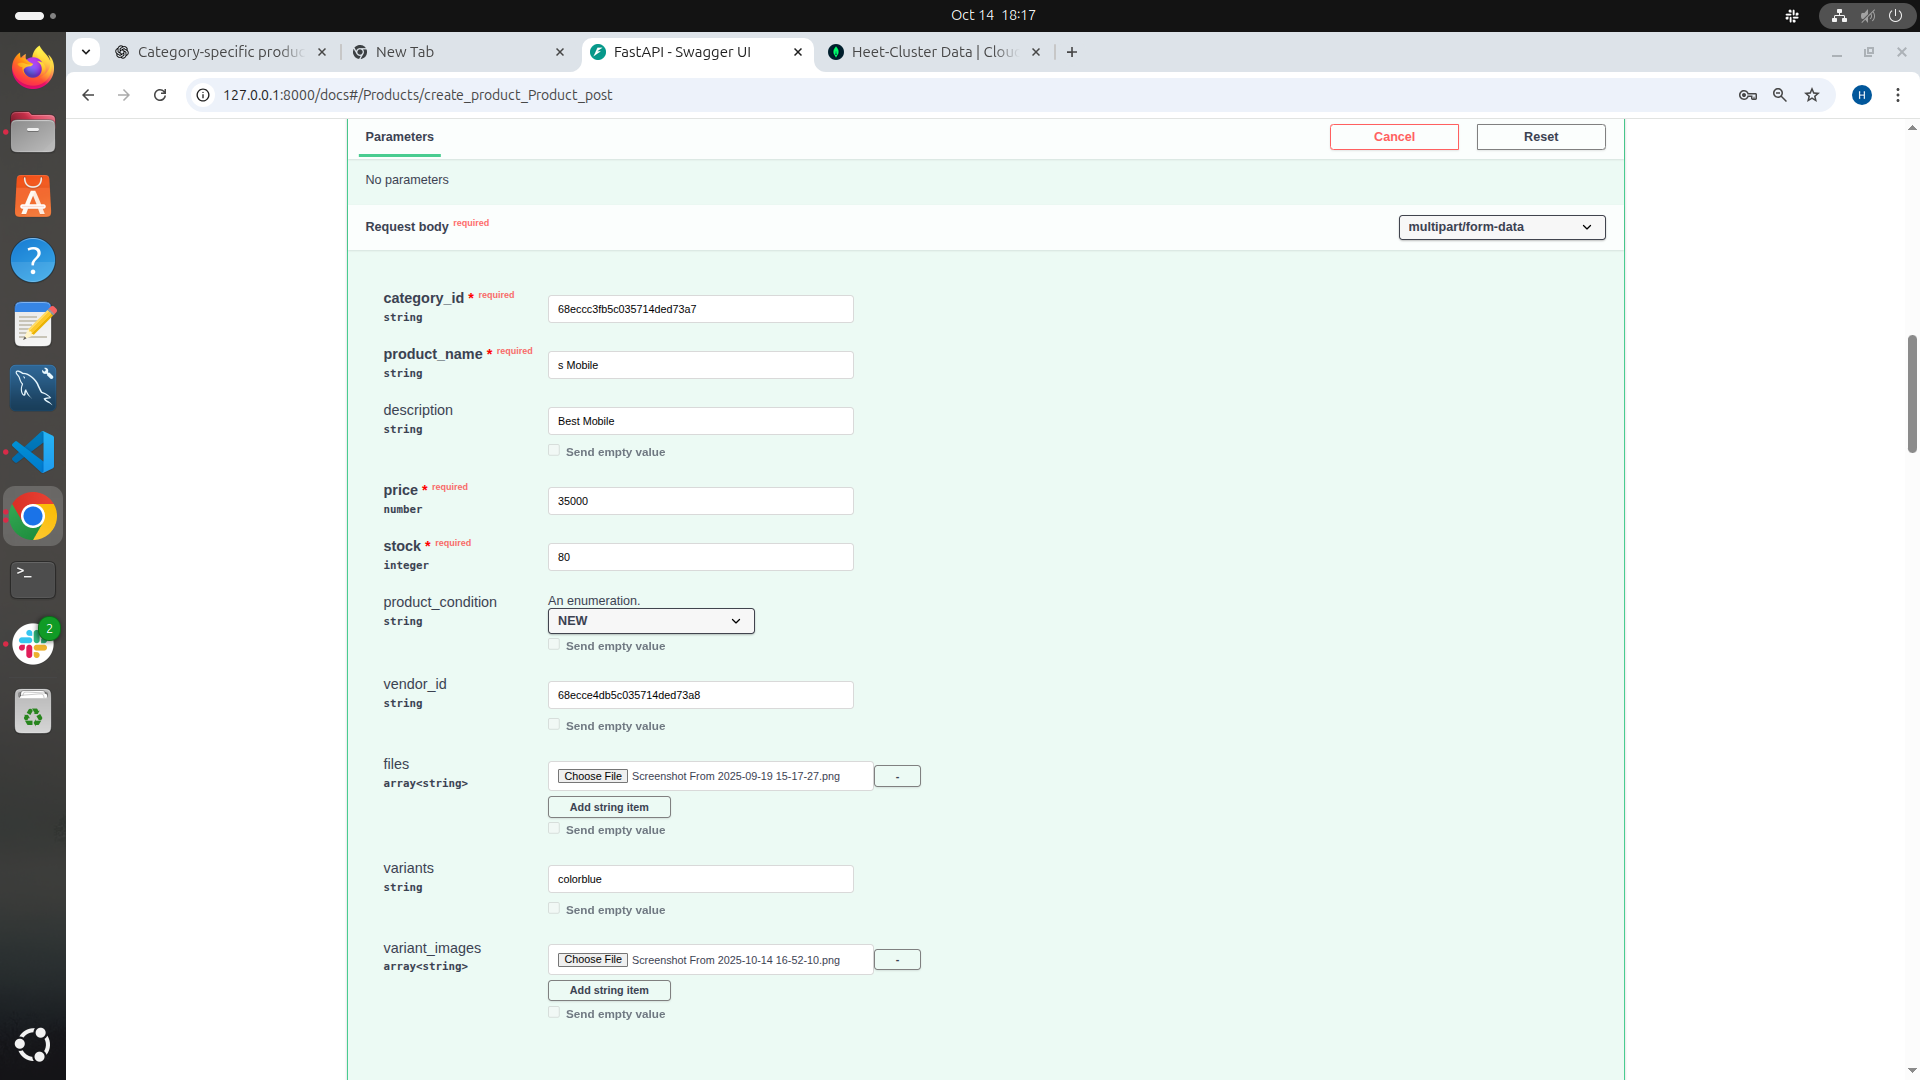 Oct 14 18:17
Category-specific produc
New Tab
FastAPI - Swagger UI
Heet-Cluster Data | Clou
127.0.0.1:8000/docs#/Products/create_product_Product_post
H
Parameters
Cancel
Reset
No parameters
Request body required
multipart/form-data
category_id * required
string
68eccc3fb5c035714ded73a7
product_name * required
string
s Mobile
description
string
Best Mobile
Send empty value
price * required
number
35000
stock * required
integer
80
product_condition
string
An enumeration.
NEW
Send empty value
vendor_id
string
68ecce4db5c035714ded73a8
Send empty value
files
array<string>
Choose File Screenshot From 2025-09-19 15-17-27.png
-
Add string item
Send empty value
variants
string
colorblue
Send empty value
variant_images
array<string>
Choose File Screenshot From 2025-10-14 16-52-10.png
-
Add string item
Send empty value
A
?
>_
2